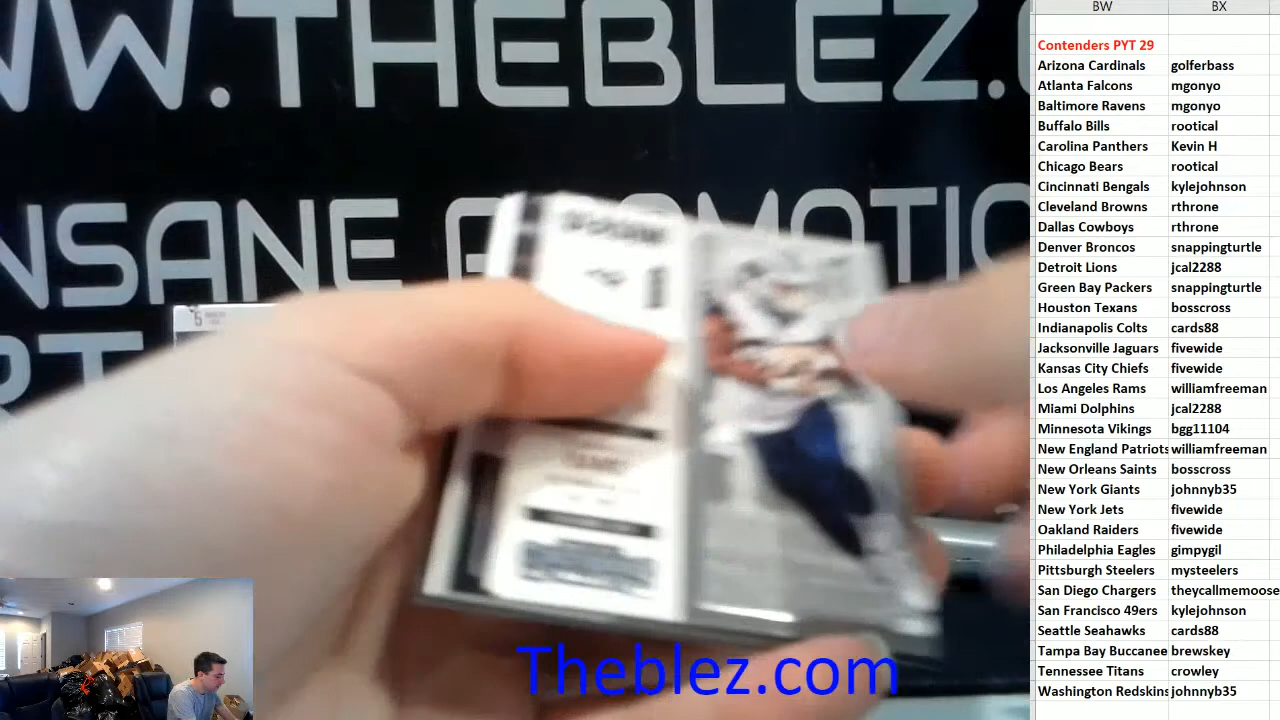 WW.THEBLEZ.C
NSANE
5
Theblez.com
BW BX
Contenders PYT 29
Arizona Cardinals golferbass
Atlanta Falcons mgonyo
Baltimore Ravens mgonyo
Buffalo Bills rootical
Carolina Panthers Kevin H
Chicago Bears rootical
Cincinnati Bengals kylejohnson
Cleveland Browns rthrone
Dallas Cowboys rthrone
Denver Broncos snappingturtle
Detroit Lions jcal2288
Green Bay Packers snappingturtle
Houston Texans bosscross
Indianapolis Colts cards88
Jacksonville Jaguars fivewide
Kansas City Chiefs fivewide
Los Angeles Rams williamfreeman
Miami Dolphins jcal2288
Minnesota Vikings bgg11104
New England Patriots williamfreeman
New Orleans Saints bosscross
New York Giants johnnyb35
New York Jets fivewide
Oakland Raiders fivewide
Philadelphia Eagles gimpygil
Pittsburgh Steelers mysteelers
San Diego Chargers theycallmemoose
San Francisco 49ers kylejohnson
Seattle Seahawks cards88
Tampa Bay Buccanee brewskey
Tennessee Titans crowley
Washington Redskins johnnyb35